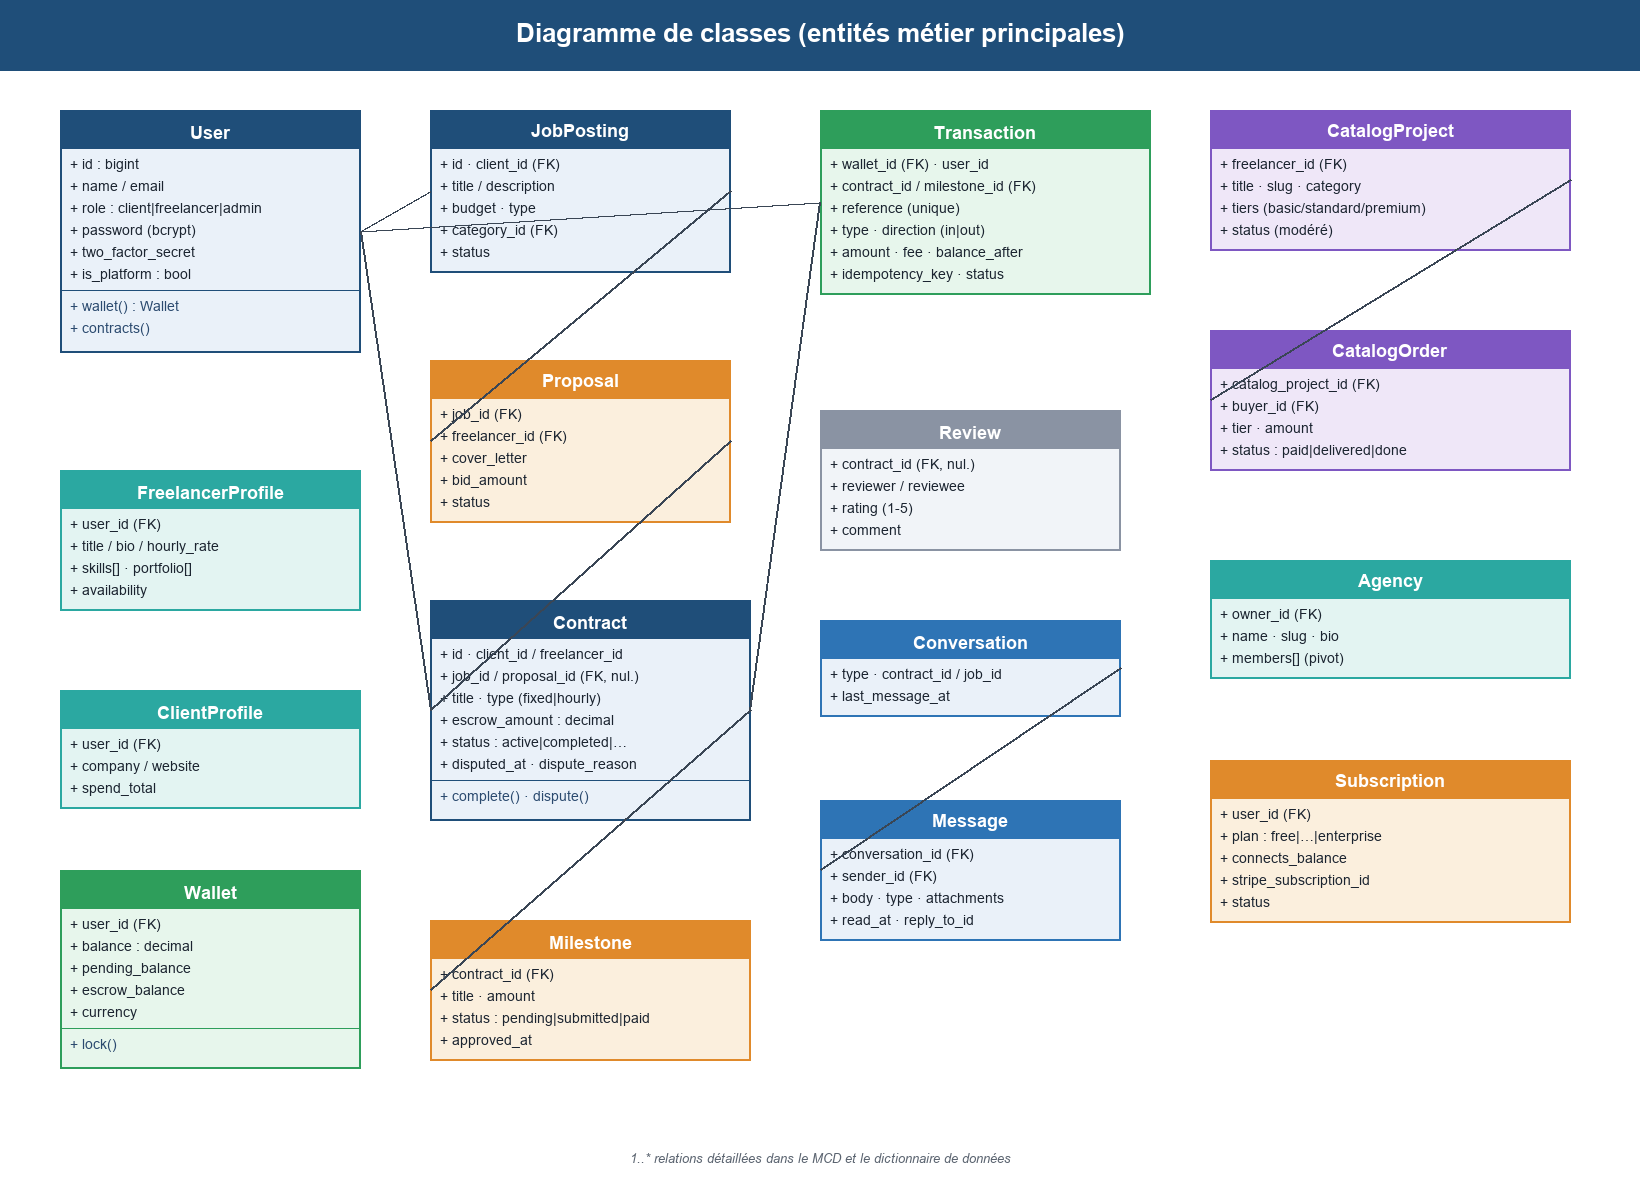 Diagramme de classes (entités métier principales)
User
+ id : bigint
+ name / email
+ role : client|freelancer|admin
+ password (bcrypt)
+ two_factor_secret
+ is_platform : bool
+ wallet() : Wallet
+ contracts()
FreelancerProfile
+ user_id (FK)
+ title / bio / hourly_rate
+ skills[] · portfolio[]
+ availability
ClientProfile
+ user_id (FK)
+ company / website
+ spend_total
Wallet
+ user_id (FK)
+ balance : decimal
+ pending_balance
+ escrow_balance
+ currency
+ lock()
JobPosting
+ id · client_id (FK)
+ title / description
+ budget · type
+ category_id (FK)
+ status
Proposal
+ job_id (FK)
+ freelancer_id (FK)
+ cover_letter
+ bid_amount
+ status
Contract
+ id · client_id / freelancer_id
+ job_id / proposal_id (FK, nul.)
+ title · type (fixed|hourly)
+ escrow_amount : decimal
+ status : active|completed|…
+ disputed_at · dispute_reason
+ complete() · dispute()
Milestone
+ contract_id (FK)
+ title · amount
+ status : pending|submitted|paid
+ approved_at
Transaction
+ wallet_id (FK) · user_id
+ contract_id / milestone_id (FK)
+ reference (unique)
+ type · direction (in|out)
+ amount · fee · balance_after
+ idempotency_key · status
Review
+ contract_id (FK, nul.)
+ reviewer / reviewee
+ rating (1-5)
+ comment
Conversation
+ type · contract_id / job_id
+ last_message_at
Message
+ conversation_id (FK)
+ sender_id (FK)
+ body · type · attachments
+ read_at · reply_to_id
CatalogProject
+ freelancer_id (FK)
+ title · slug · category
+ tiers (basic/standard/premium)
+ status (modéré)
CatalogOrder
+ catalog_project_id (FK)
+ buyer_id (FK)
+ tier · amount
+ status : paid|delivered|done
Agency
+ owner_id (FK)
+ name · slug · bio
+ members[] (pivot)
Subscription
+ user_id (FK)
+ plan : free|…|enterprise
+ connects_balance
+ stripe_subscription_id
+ status
1..* relations détaillées dans le MCD et le dictionnaire de données